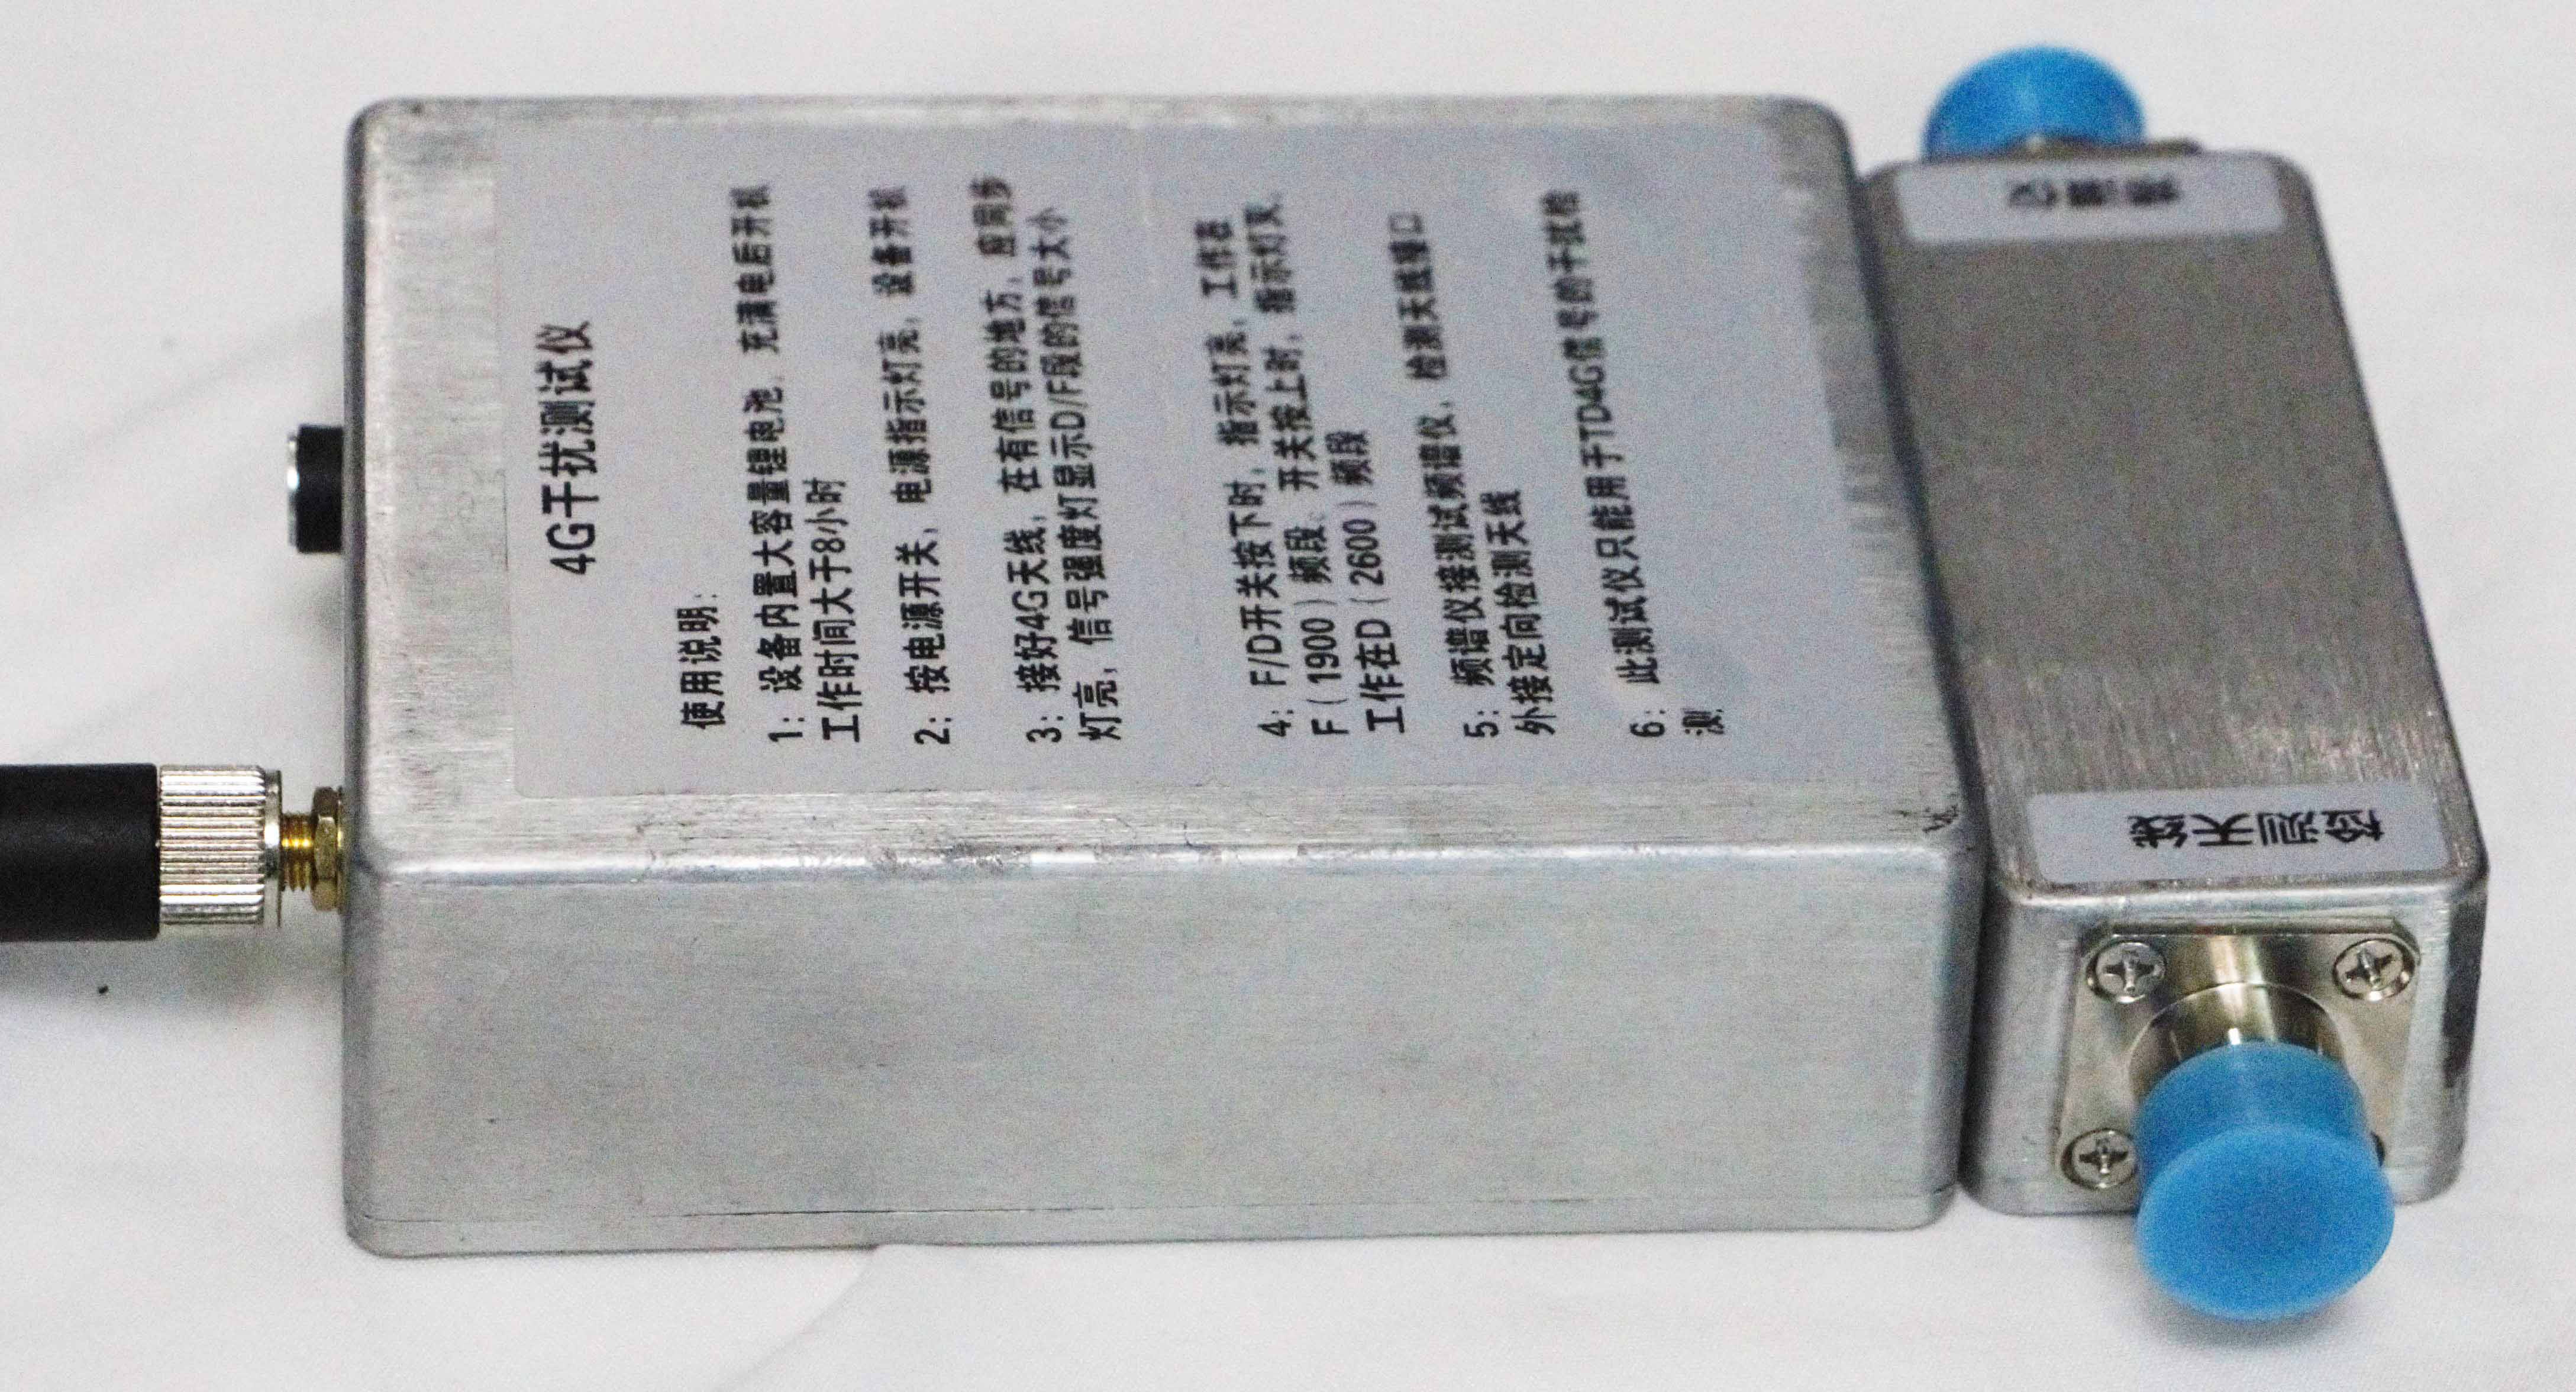 4G干扰测试仪
使用说明:
1: 设备内置大容量锂电池, 充满电后开机
工作时间大于8小时
2: 按电源开关, 电源指示灯亮, 设备开机
3: 接好4G天线, 在有信号的地方, 应同步
灯亮, 信号强度灯显示D/F段的信号大小
4: F/D开关按下时, 指示灯亮, 工作在
F(1900)频段. 开关按上时, 指示灯灭,
工作在D(2600)频段
5: 频谱仪接测试频谱仪, 检测天线接口
外接定向检测天线
6: 此测试仪只能用于TD4G信号的干扰检
测
频谱仪
检测天线